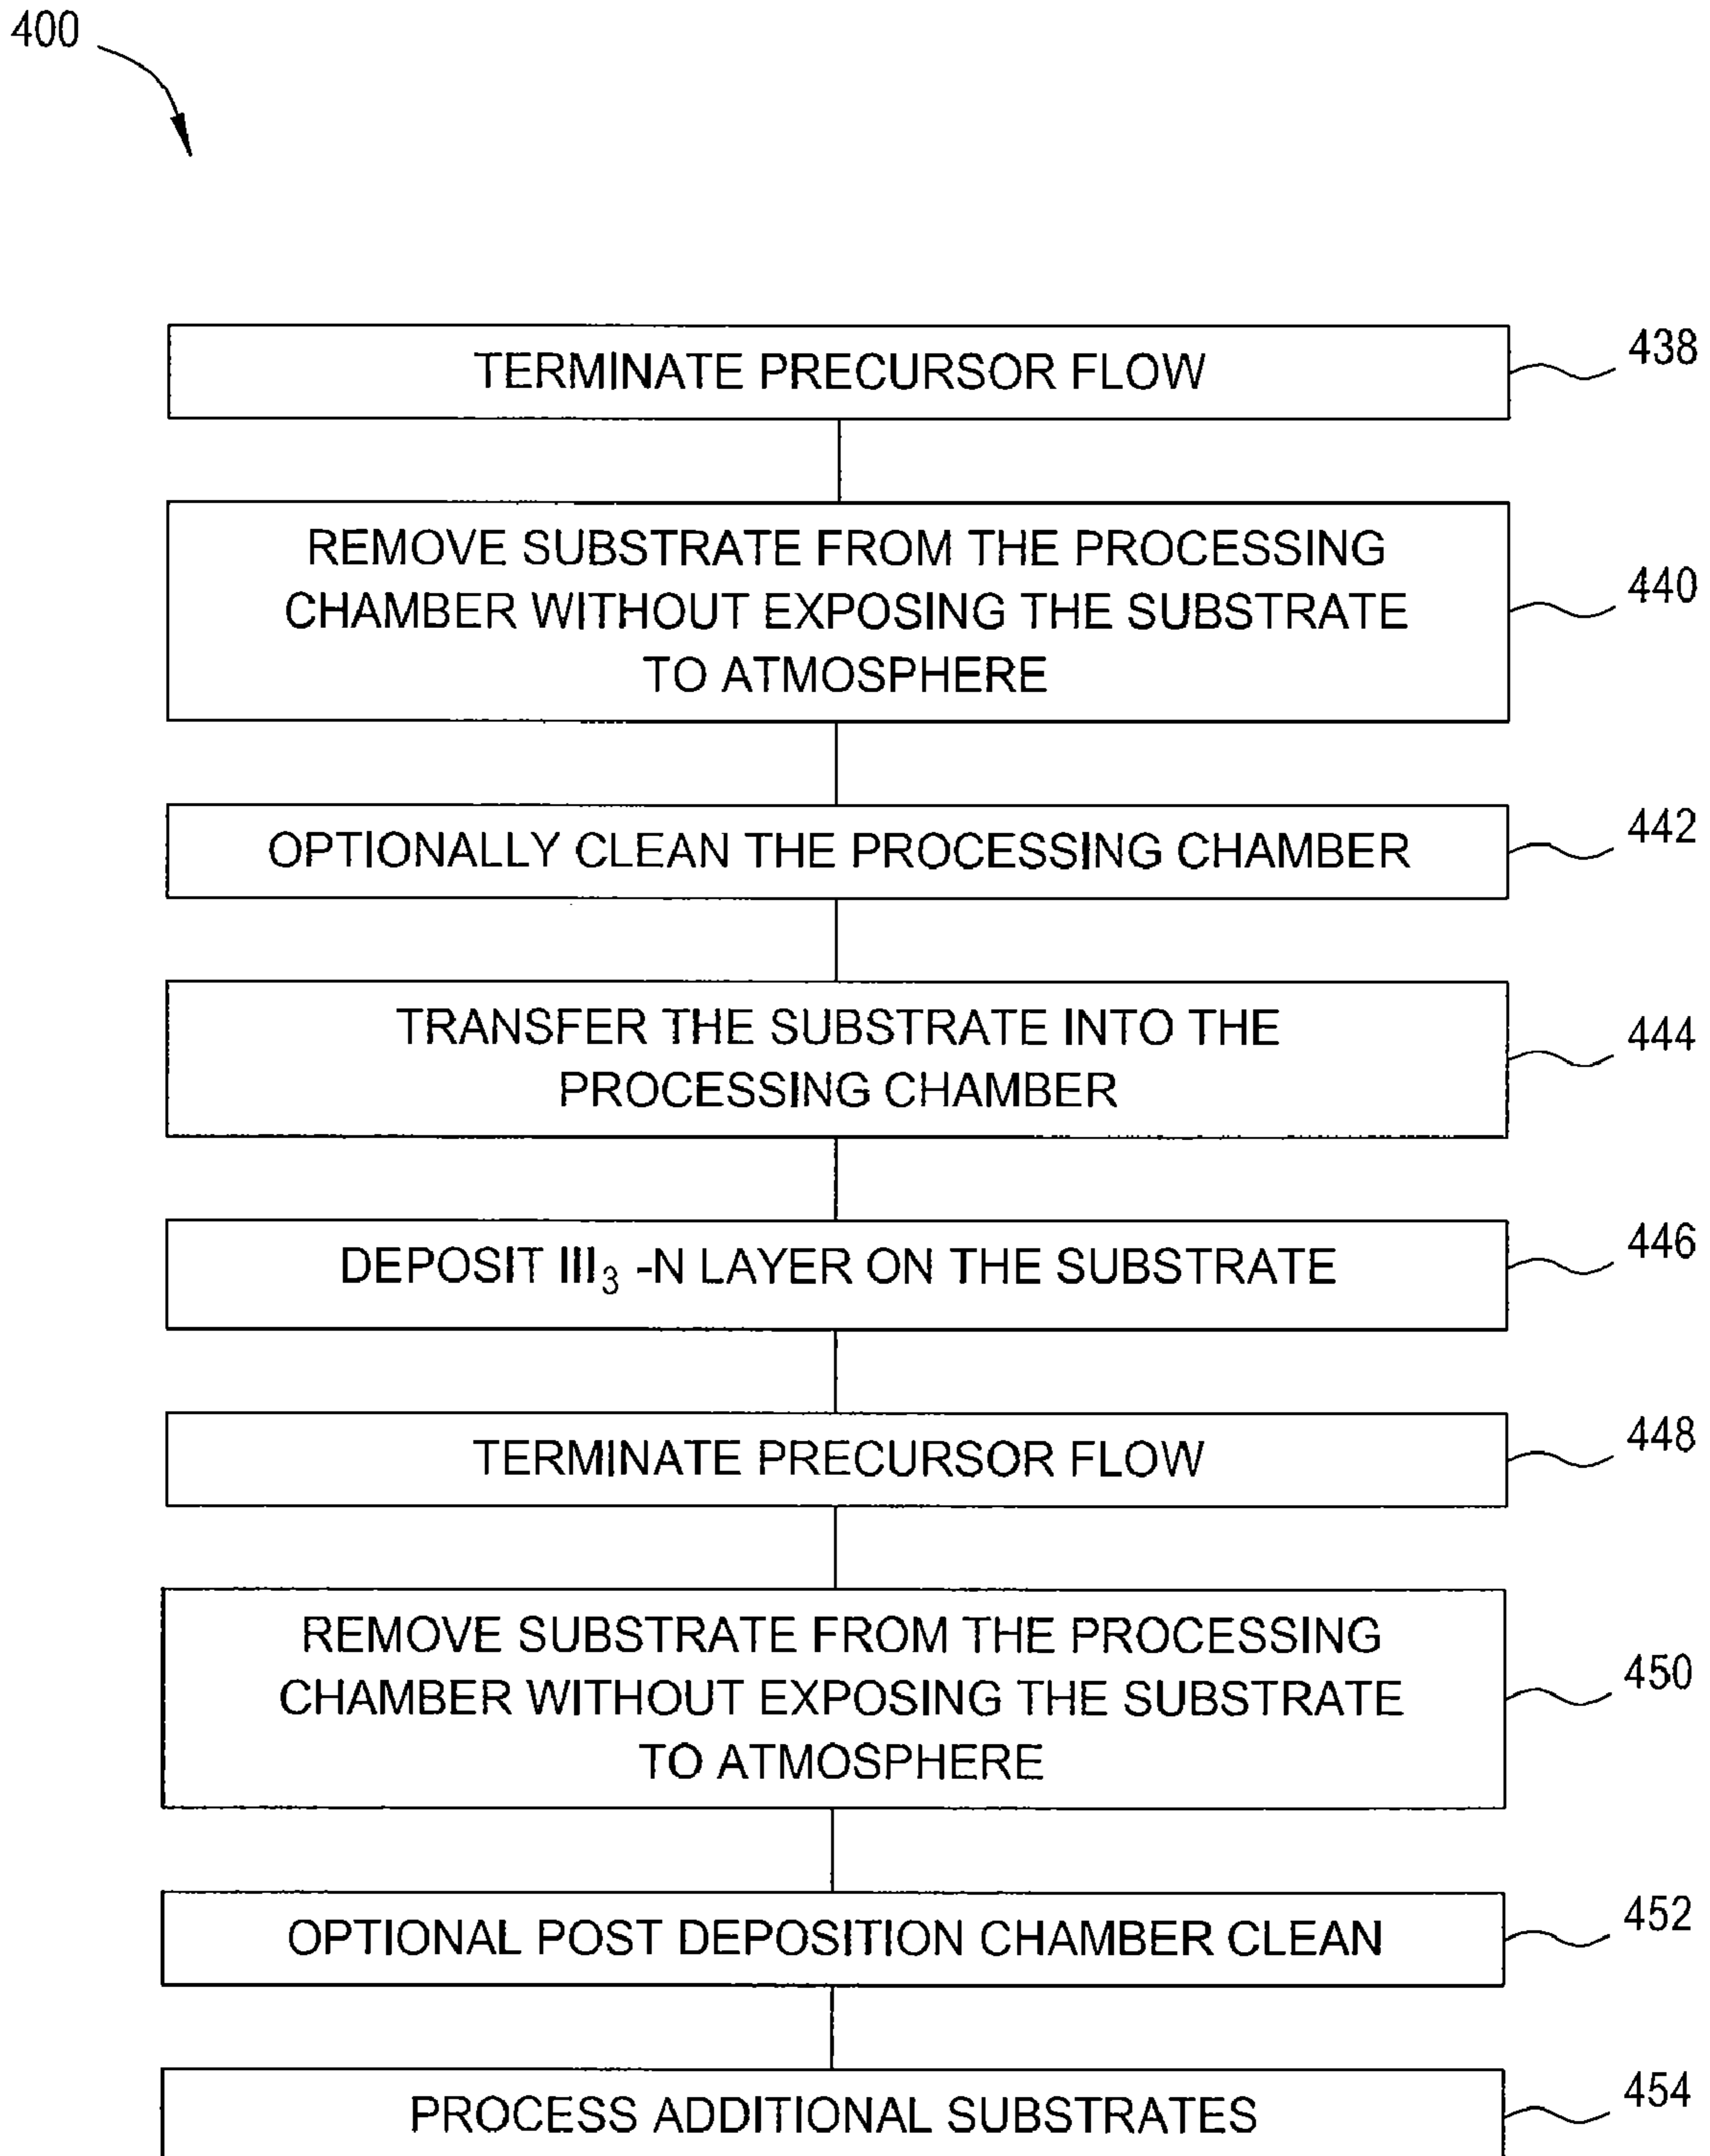 400
TERMINATE PRECURSOR FLOW
438
REMOVE SUBSTRATE FROM THE PROCESSING
CHAMBER WITHOUT EXPOSING THE SUBSTRATE
TO ATMOSPHERE
440
OPTIONALLY CLEAN THE PROCESSING CHAMBER
442
TRANSFER THE SUBSTRATE INTO THE
PROCESSING CHAMBER
444
DEPOSIT III₃ -N LAYER ON THE SUBSTRATE
446
TERMINATE PRECURSOR FLOW
448
REMOVE SUBSTRATE FROM THE PROCESSING
CHAMBER WITHOUT EXPOSING THE SUBSTRATE
TO ATMOSPHERE
450
OPTIONAL POST DEPOSITION CHAMBER CLEAN
452
PROCESS ADDITIONAL SUBSTRATES
454